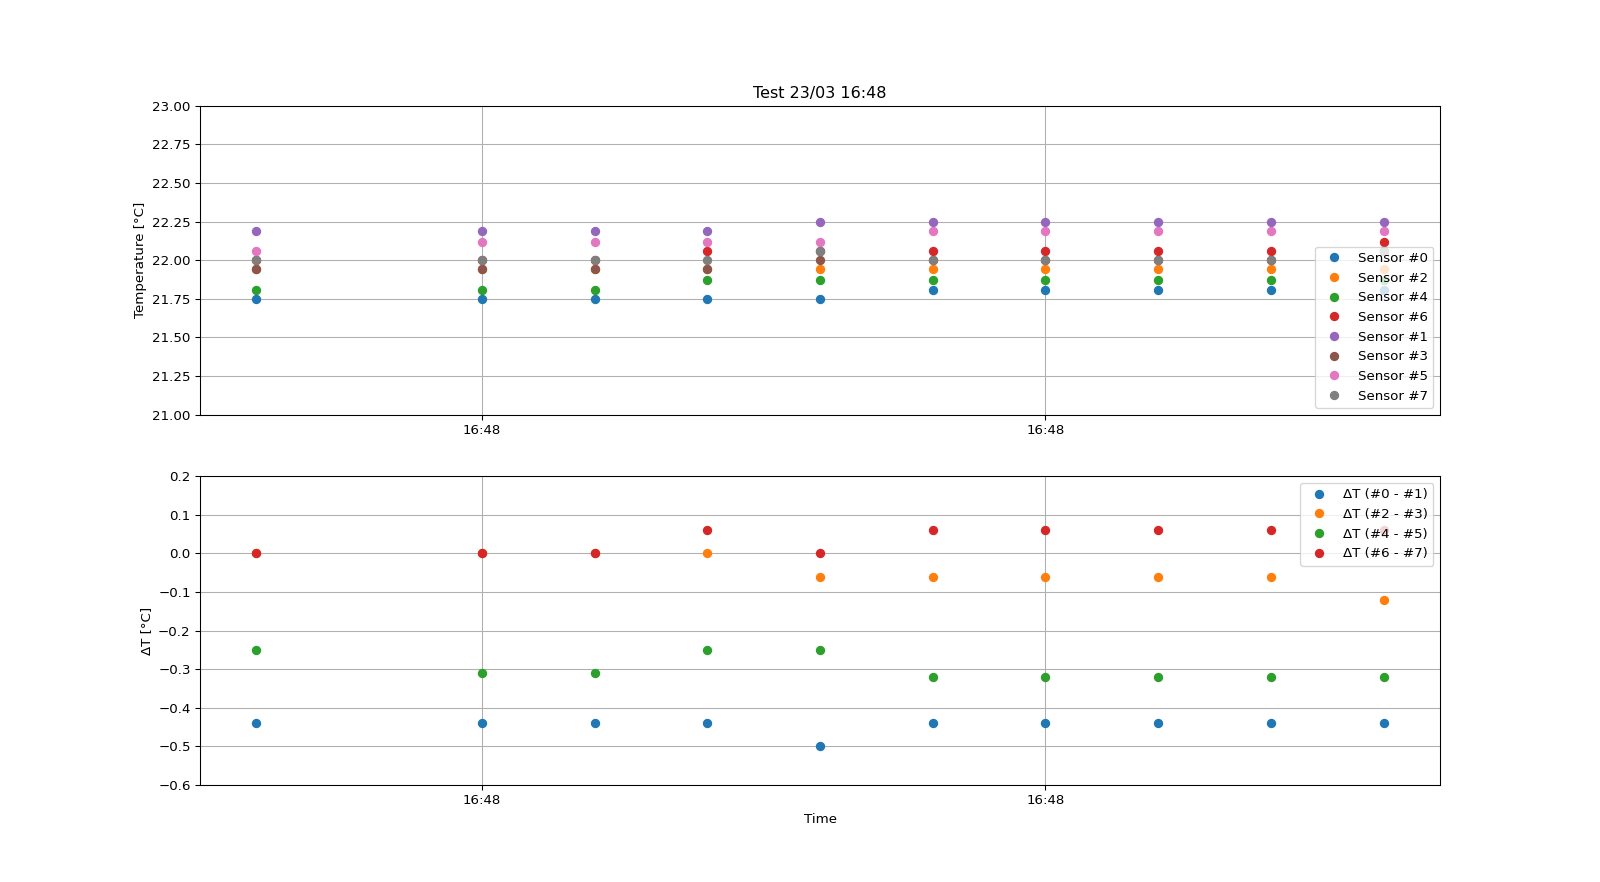 Test 23/03 16:48
Temperature [°C]
23.00
22.75
22.50
22.25
22.00
21.75
21.50
21.25
21.00
16:48 16:48
Sensor #0
Sensor #2
Sensor #4
Sensor #6
Sensor #1
Sensor #3
Sensor #5
Sensor #7
ΔT [°C]
0.2
0.1
0.0
−0.1
−0.2
−0.3
−0.4
−0.5
−0.6
16:48 16:48
Time
ΔT (#0 - #1)
ΔT (#2 - #3)
ΔT (#4 - #5)
ΔT (#6 - #7)